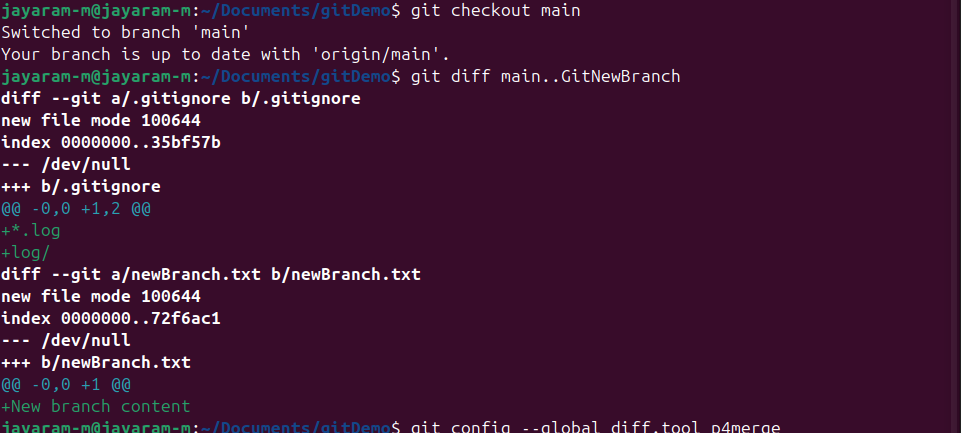 jayaram-m@jayaram-m:~/Documents/gitDemo$ git checkout main
Switched to branch 'main'
Your branch is up to date with 'origin/main'.
jayaram-m@jayaram-m:~/Documents/gitDemo$ git diff main..GitNewBranch
diff --git a/.gitignore b/.gitignore
new file mode 100644
index 0000000..35bf57b
--- /dev/null
+++ b/.gitignore
@@ -0,0 +1,2 @@
+*.log
+log/
diff --git a/newBranch.txt b/newBranch.txt
new file mode 100644
index 0000000..72f6ac1
--- /dev/null
+++ b/newBranch.txt
@@ -0,0 +1 @@
+New branch content
jayaram-m@jayaram-m:~/Documents/gitDemo$ git config --global diff.tool p4merge